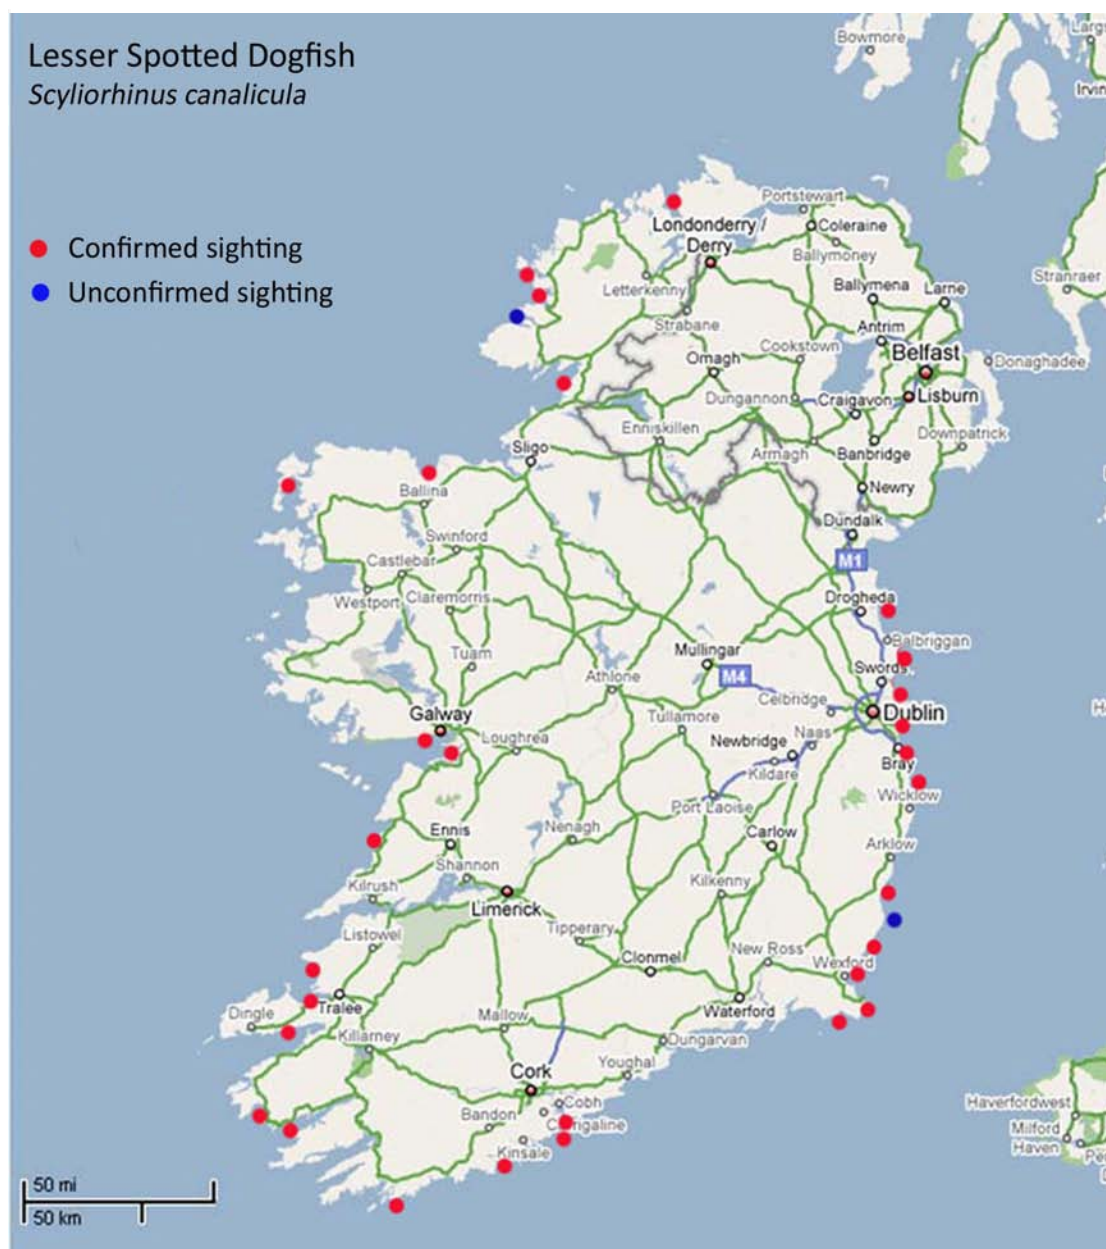 Lesser Spotted Dogfish
Scyliorhinus canalicula
Confirmed sighting
Unconfirmed sighting
Bowmore
Larg
Irvin
Portstewart
Londonderry /
Derry
Coleraine
Ballymoney
Letterkenny
Ballymena
Larne
Stranraer
Strabane
Antrim
Cookstown
Belfast
Omagh
Donaghadee
Dungannon
Craigavon
Lisburn
Enniskillen
Downpatrick
Sligo
Armagh
Banbridge
Ballina
Newry
Dundalk
Swinford
M1
Castlebar
Westport
Claremorris
Drogheda
Balbriggan
Mullingar
Tuam
Swords
Athlone
M4
Celbridge
Galway
Tullamore
Dublin
Loughrea
Newbridge
Naas
Bray
Kildare
Port Laoise
Wicklow
Ennis
Nenagh
Carlow
Arklow
Shannon
Kilrush
Kilkenny
Limerick
Listowel
Tipperary
Clonmel
New Ross
Wexford
Tralee
Dingle
Mallow
Waterford
Killarney
Dungarvan
Youghal
Cork
Cobh
Bandon
Carrigaline
Kinsale
Haverfordwest
Milford
Haven
50 mi
50 km